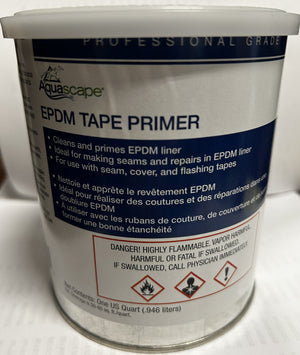 PROFESSIONAL GRADE
Aquascape®
EPDM TAPE PRIMER
• Cleans and primes EPDM liner
• Ideal for making seams and repairs in EPDM liner
• For use with seam, cover, and flashing tapes
• Nettoie et apprête le revêtement EPDM
• Idéal pour réaliser des coutures et des réparations dans
doublure EPDM
• A utiliser avec les rubans de couture, de couverture et de
former une bonne étanchéité
DANGER! HIGHLY FLAMMABLE. VAPOR HARMFUL.
HARMFUL OR FATAL IF SWALLOWED.
IF SWALLOWED, CALL PHYSICIAN IMMEDIATELY.
Net Contents: One US Quart (.946 liters)